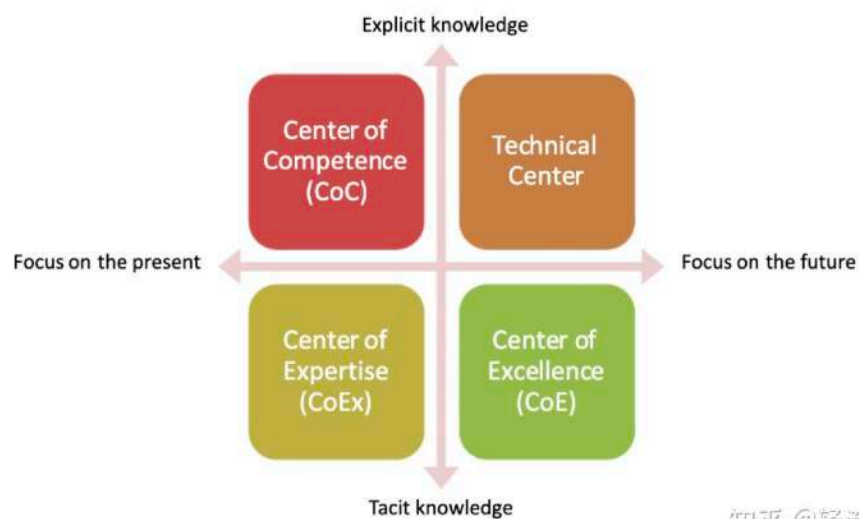 Explicit knowledge
Center of
Competence
(CoC)
Technical
Center
Focus on the present
Focus on the future
Center of
Expertise
(CoEx)
Center of
Excellence
(CoE)
Tacit knowledge